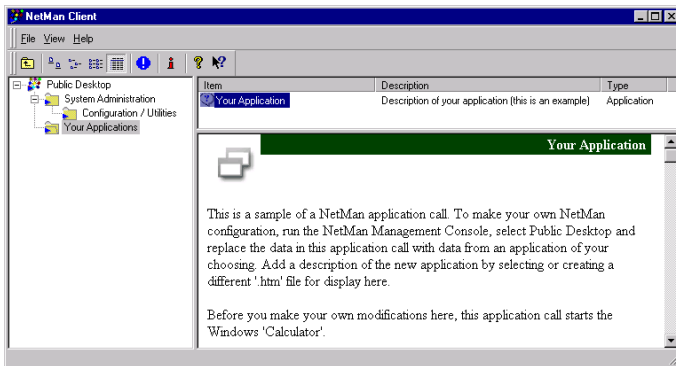 NetMan Client
File View Help
Public Desktop
System Administration
Configuration / Utilities
Your Applications
Item Description Type
Your Application Description of your application (this is an example) Application
Your Application
This is a sample of a NetMan application call. To make your own NetMan
configuration, run the NetMan Management Console, select Public Desktop and
replace the data in this application call with data from an application of your
choosing. Add a description of the new application by selecting or creating a
different '.htm' file for display here.
Before you make your own modifications here, this application call starts the
Windows 'Calculator'.